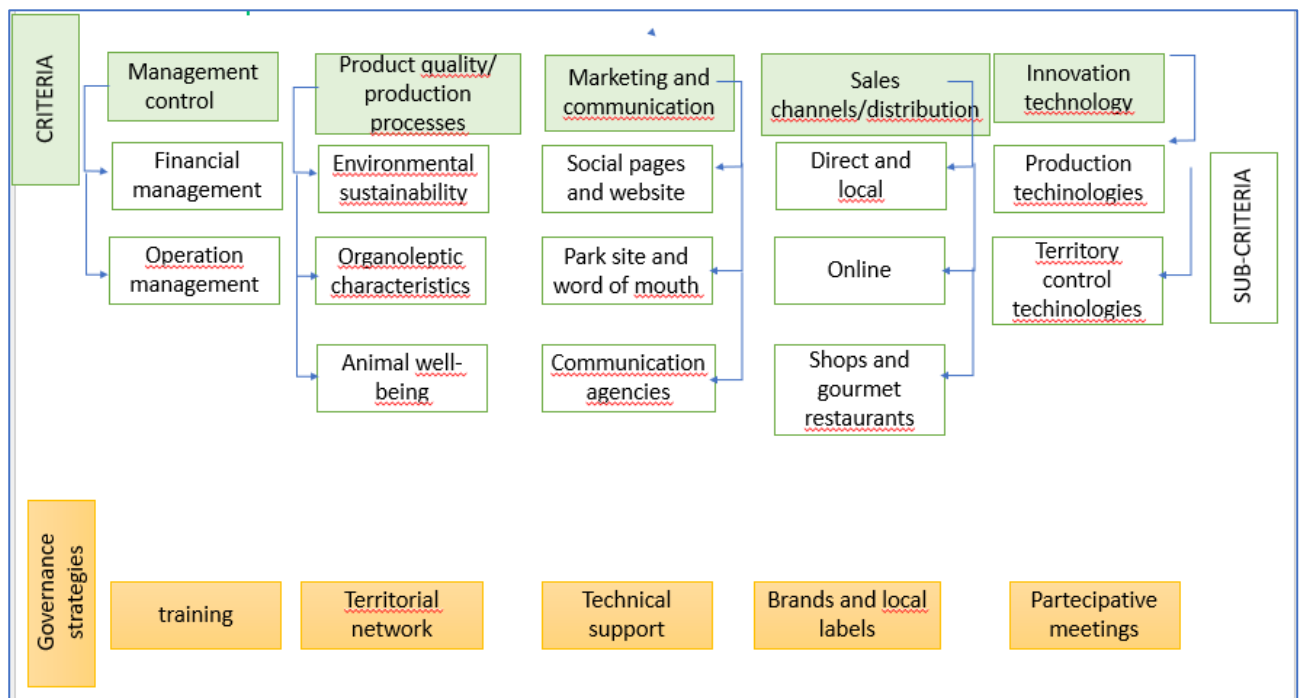 CRITERIA
Management
control
Product quality/
production
processes
Marketing and
communication
Sales
channels/distribution
Innovation
technology
Financial
management
Environmental
sustainability
Social pages
and website
Direct and
local
Production
techinologies
SUB-CRITERIA
Operation
management
Organoleptic
characteristics
Park site and
word of mouth
Online
Territory
control
techinologies
Animal well-
being
Communication
agencies
Shops and
gourmet
restaurants
Governance
strategies
training
Territorial
network
Technical
support
Brands and local
labels
Partecipative
meetings